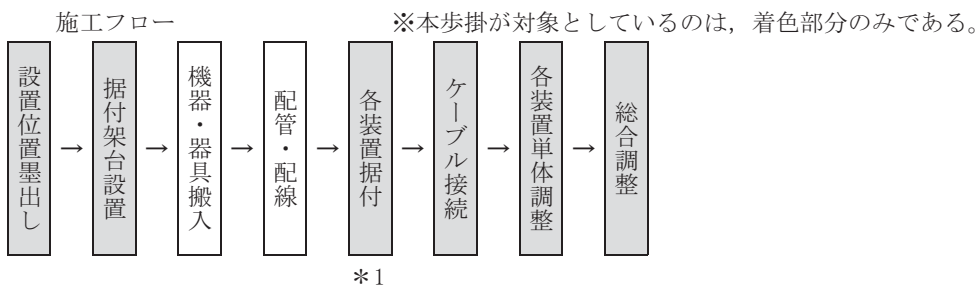 施工フロー
※本歩掛が対象としているのは，着色部分のみである。
設置位置墨出し
→
据付架台設置
→
機器・器具搬入
→
配管・配線
→
各装置据付
→
ケーブル接続
→
各装置単体調整
→
総合調整
＊1